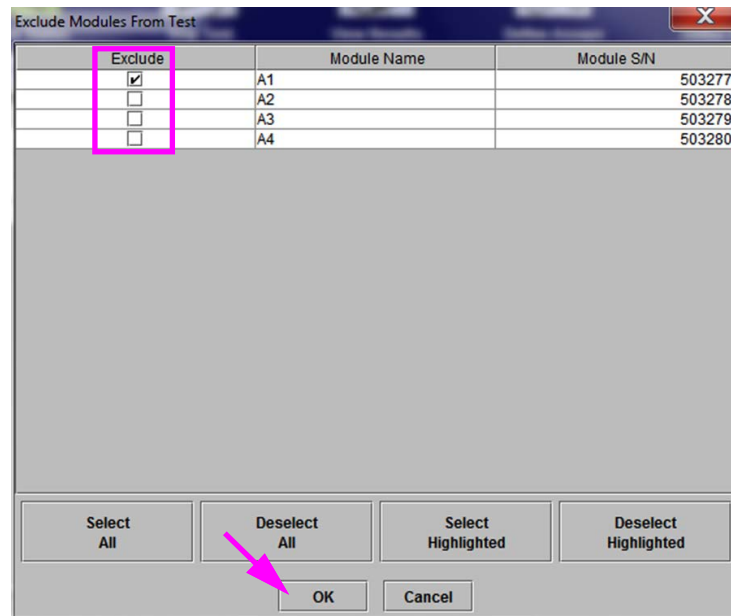 Exclude Modules From Test
Exclude Module Name Module S/N
A1 503277
A2 503278
A3 503279
A4 503280
Select All Deselect All Select Highlighted Deselect Highlighted
OK Cancel